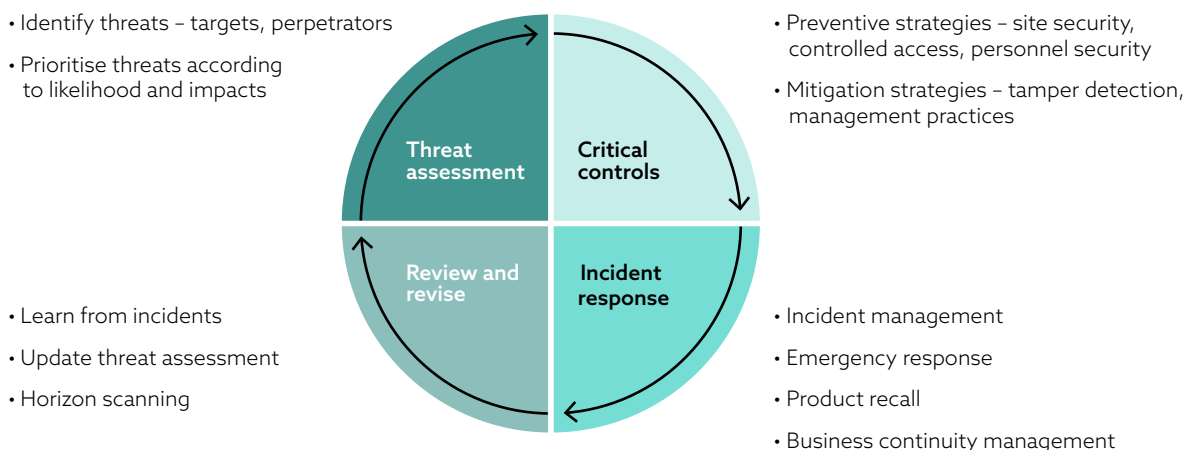 • Identify threats – targets, perpetrators
• Prioritise threats according
to likelihood and impacts
• Preventive strategies – site security,
controlled access, personnel security
• Mitigation strategies – tamper detection,
management practices
Threat
assessment
Critical
controls
Review and
revise
Incident
response
• Learn from incidents
• Update threat assessment
• Horizon scanning
• Incident management
• Emergency response
• Product recall
• Business continuity management